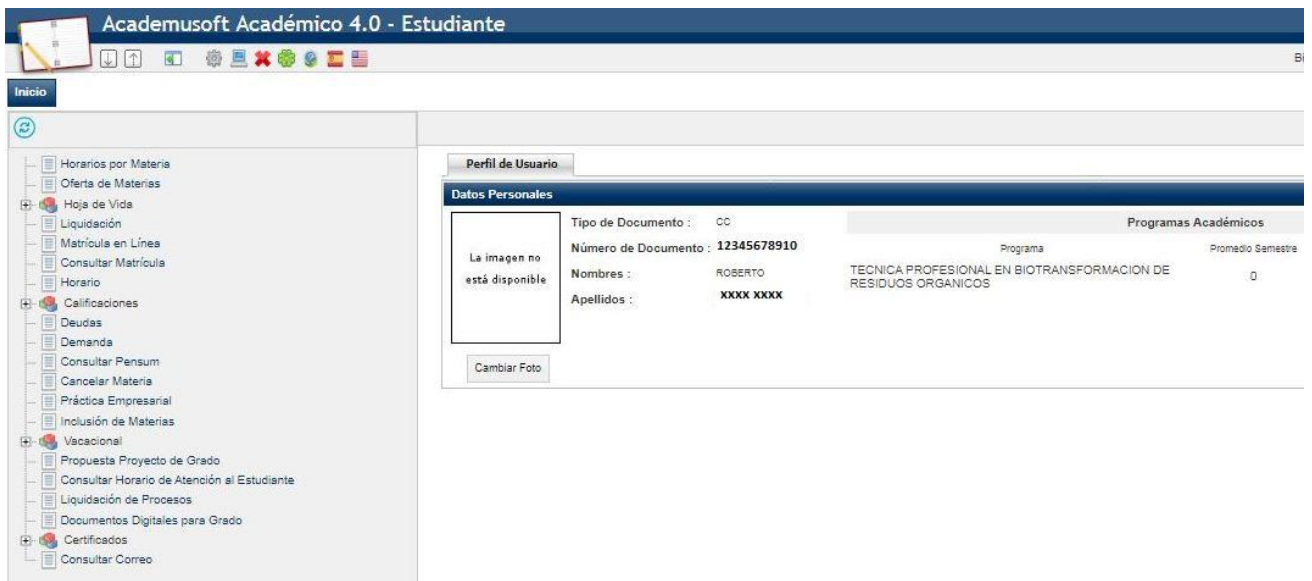 Academusoft Académico 4.0 - Estudiante
Inicio
Horarios por Materia
Oferta de Materias
Hoja de Vida
Liquidación
Matrícula en Línea
Consultar Matrícula
Horario
Calificaciones
Deudas
Demanda
Consultar Pensum
Cancelar Materia
Práctica Empresarial
Inclusión de Materias
Vacacional
Propuesta Proyecto de Grado
Consultar Horario de Atención al Estudiante
Liquidación de Procesos
Documentos Digitales para Grado
Certificados
Consultar Correo
Perfil de Usuario
Datos Personales
La imagen no
está disponible
Cambiar Foto
Tipo de Documento : CC
Número de Documento : 12345678910
Nombres : ROBERTO
Apellidos : XXXX XXXX
Programas Académicos
Programa Promedio Semestre
TECNICA PROFESIONAL EN BIOTRANSFORMACION DE 0
RESIDUOS ORGANICOS